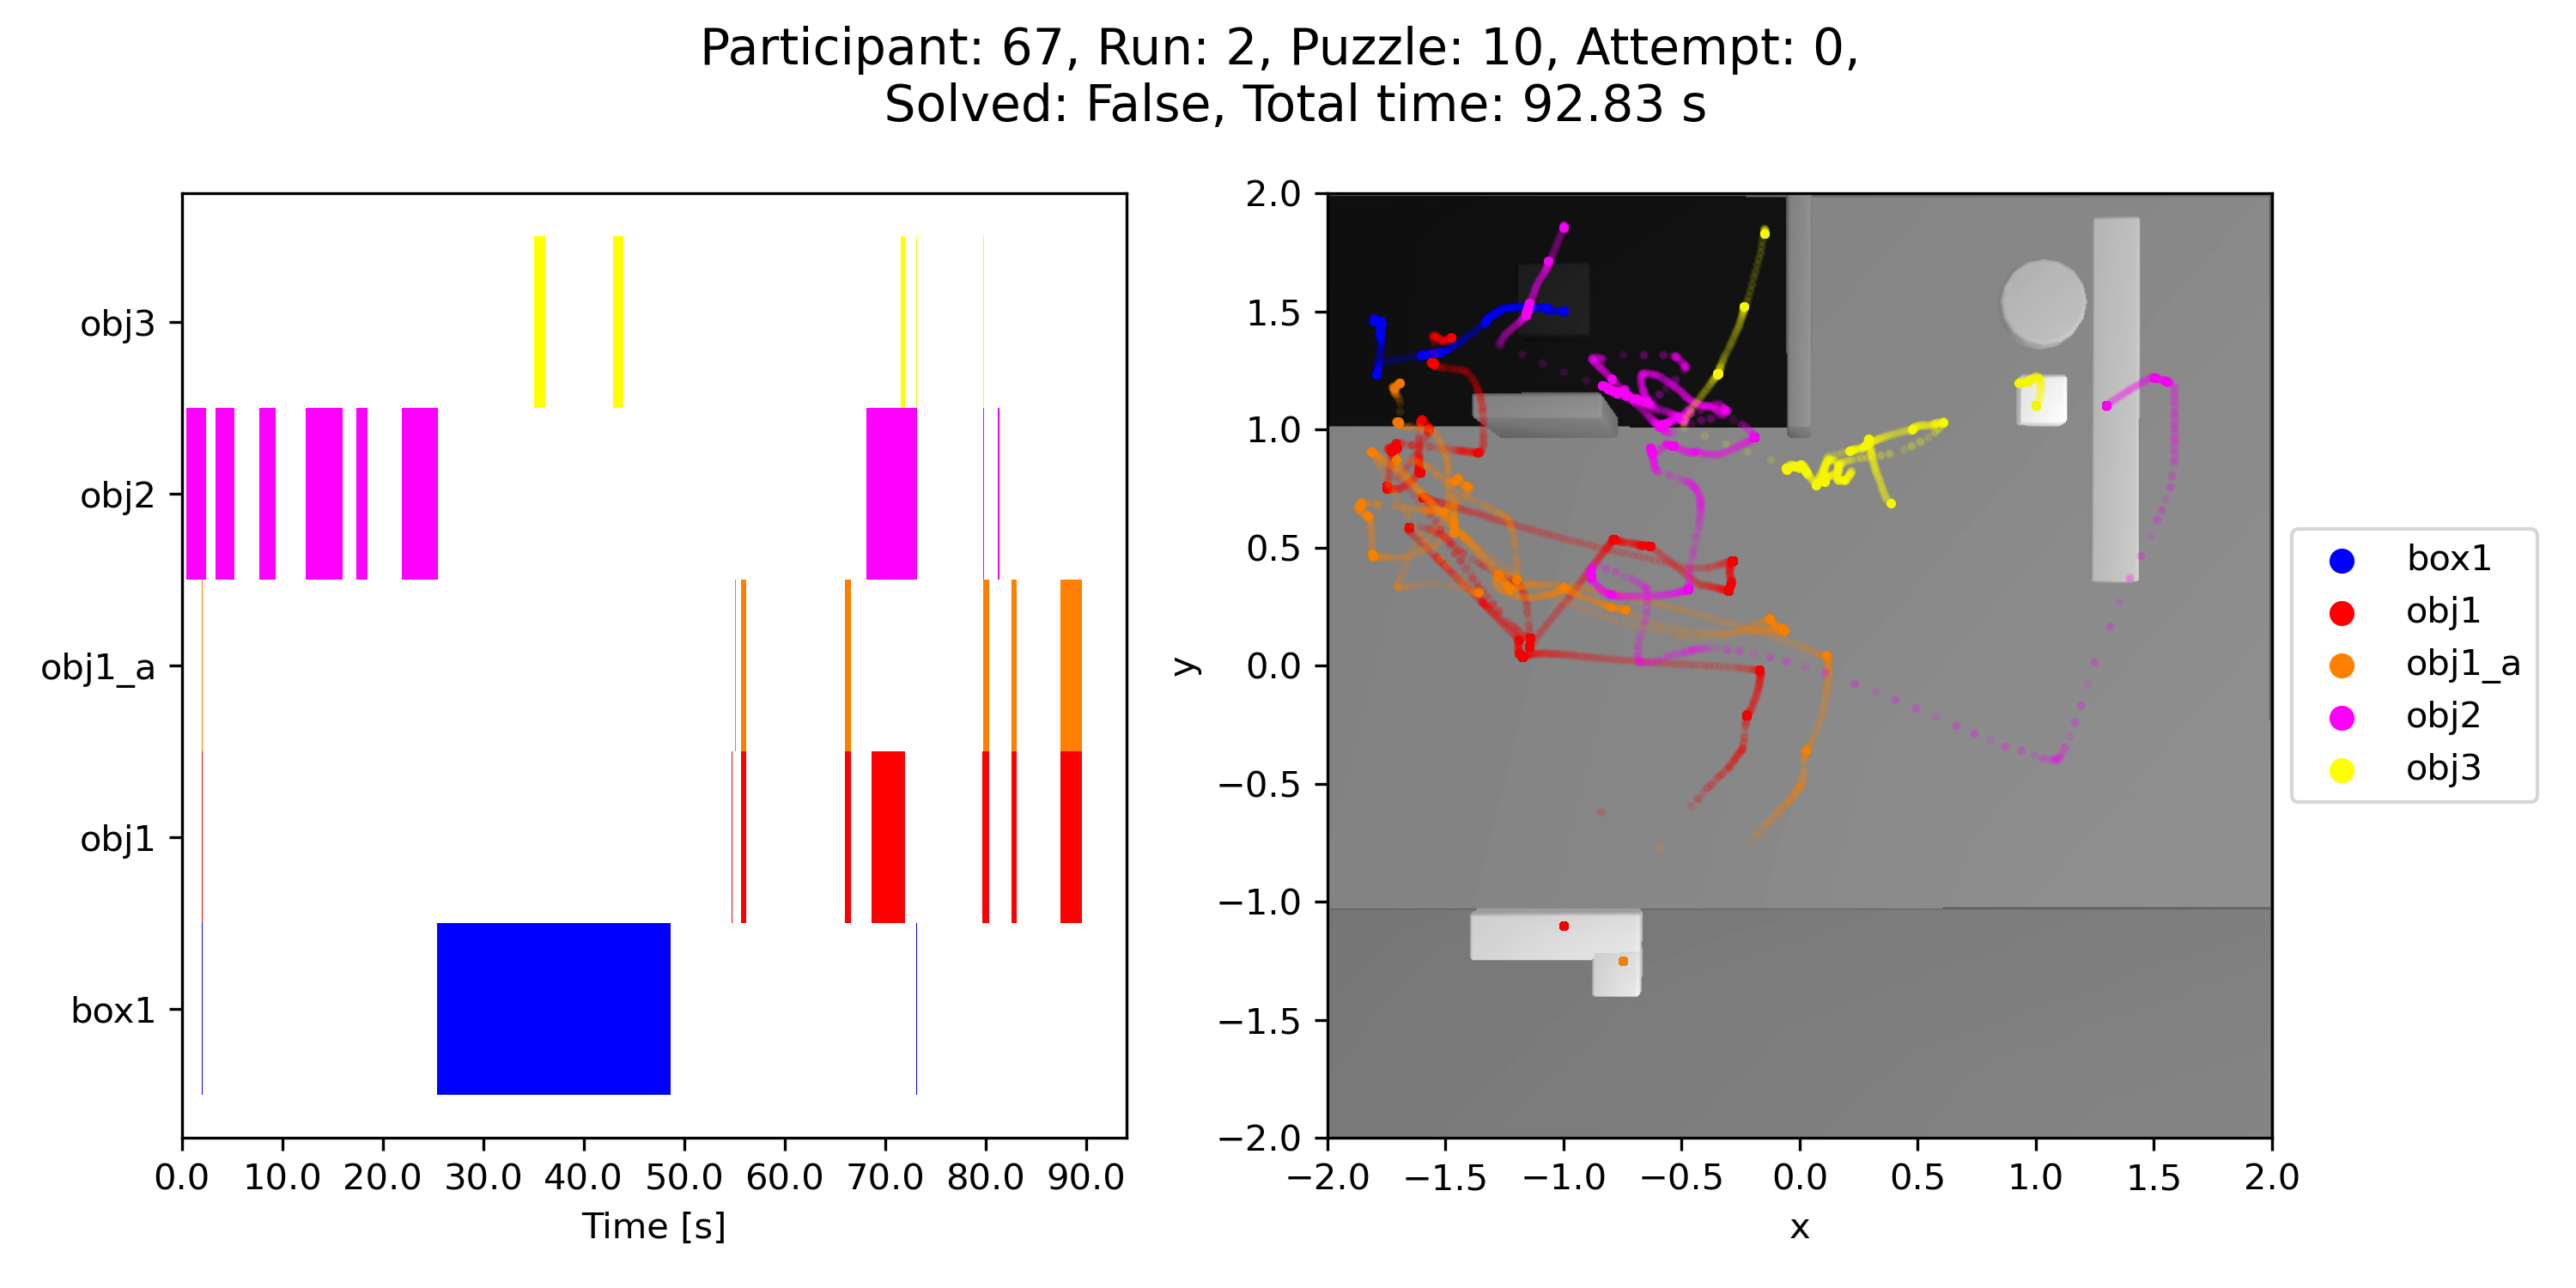 Participant: 67, Run: 2, Puzzle: 10, Attempt: 0,
Solved: False, Total time: 92.83 s
obj3
obj2
obj1_a
obj1
box1
0.0 10.0 20.0 30.0 40.0 50.0 60.0 70.0 80.0 90.0
Time [s]
2.0
1.5
1.0
0.5
0.0
−0.5
−1.0
−1.5
−2.0
y
−2.0 −1.5 −1.0 −0.5 0.0 0.5 1.0 1.5 2.0
x
box1
obj1
obj1_a
obj2
obj3